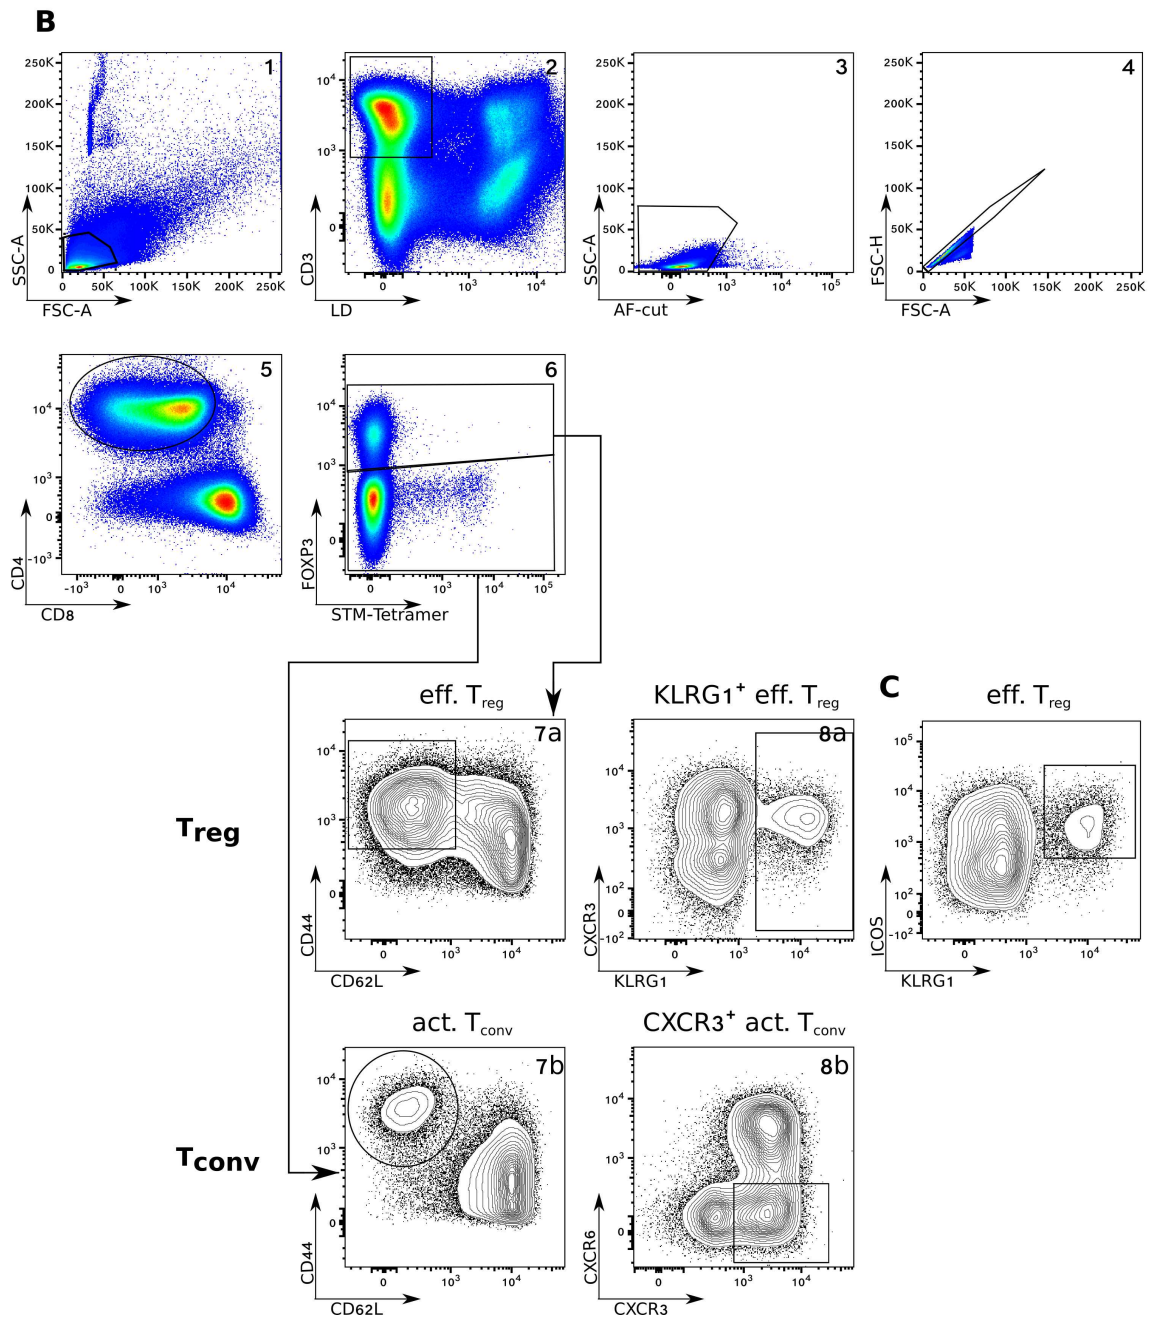 B
1
250K
200K
150K
100K
50K
0
SSC-A
0 50K 100K 150K 200K 250K
FSC-A
2
10⁴
10³
0
CD3
0 10³ 10⁴
LD
3
250K
200K
150K
100K
50K
0
SSC-A
0 10³ 10⁴ 10⁵
AF-cut
4
250K
200K
150K
100K
50K
0
FSC-H
0 50K 100K 150K 200K 250K
FSC-A
5
10⁴
10³
0
-10³
CD4
-10³ 0 10³ 10⁴
CD8
6
10⁴
10³
0
FOXP3
0 10³ 10⁴ 10⁵
STM-Tetramer
Treg
eff. Treg
7a
10⁴
10³
0
CD44
0 10³ 10⁴
CD62L
KLRG1⁺ eff. Treg
8a
10⁴
10³
10²
0
-10²
CXCR3
0 10³ 10⁴
KLRG1
C
eff. Treg
10⁵
10⁴
10³
10²
0
-10²
ICOS
0 10³ 10⁴
KLRG1
Tconv
act. Tconv
7b
10⁴
10³
0
CD44
0 10³ 10⁴
CD62L
CXCR3⁺ act. Tconv
8b
10⁴
10³
0
CXCR6
0 10³ 10⁴
CXCR3